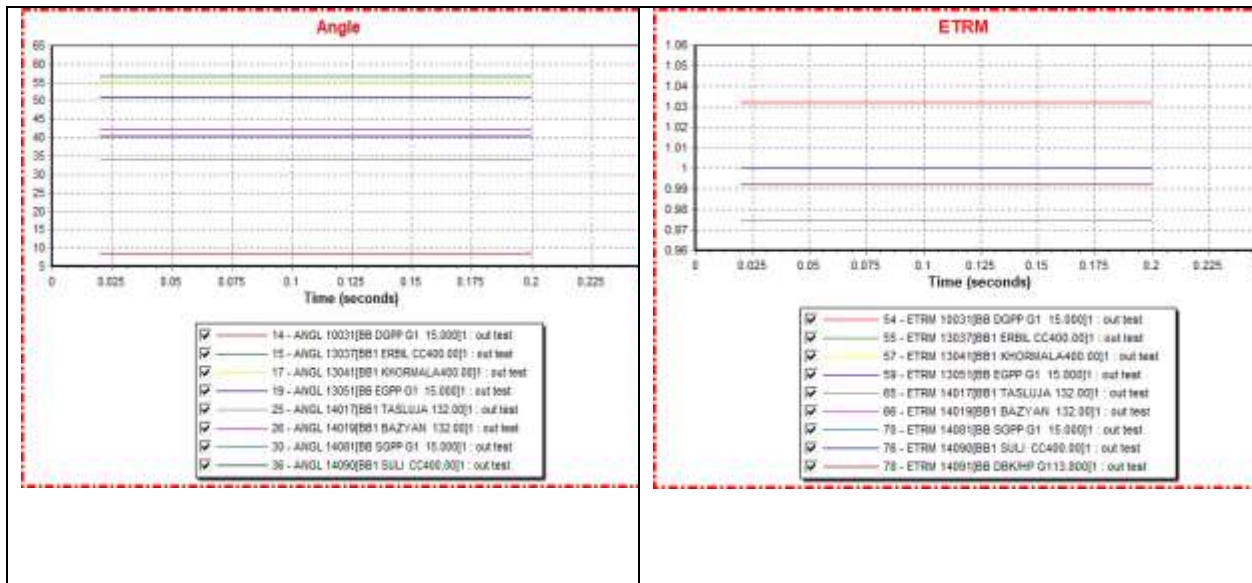 Angle
65
60
55
50
45
40
35
30
25
20
15
10
5
0 0.025 0.05 0.075 0.1 0.125 0.15 0.175 0.2 0.225
Time (seconds)
14 - ANGL 10031[BB DGPP G1 15.000]1 : out test
15 - ANGL 13037[BB1 ERBIL CC400.00]1 : out test
17 - ANGL 13041[BB1 KHORMALA400.00]1 : out test
19 - ANGL 13051[BB EGPP G1 15.000]1 : out test
25 - ANGL 14017[BB1 TASLUJA 132.00]1 : out test
26 - ANGL 14019[BB1 BAZYAN 132.00]1 : out test
30 - ANGL 14081[BB SGPP G1 15.000]1 : out test
36 - ANGL 14090[BB1 SULI CC400.00]1 : out test
ETRM
1.06
1.05
1.04
1.03
1.02
1.01
1
0.99
0.98
0.97
0.96
0 0.025 0.05 0.075 0.1 0.125 0.15 0.175 0.2 0.225
Time (seconds)
54 - ETRM 10031[BB DGPP G1 15.000]1 : out test
55 - ETRM 13037[BB1 ERBIL CC400.00]1 : out test
57 - ETRM 13041[BB1 KHORMALA400.00]1 : out test
59 - ETRM 13051[BB EGPP G1 15.000]1 : out test
65 - ETRM 14017[BB1 TASLUJA 132.00]1 : out test
66 - ETRM 14019[BB1 BAZYAN 132.00]1 : out test
70 - ETRM 14081[BB SGPP G1 15.000]1 : out test
76 - ETRM 14090[BB1 SULI CC400.00]1 : out test
78 - ETRM 14091[BB DBK/HP G113.800]1 : out test